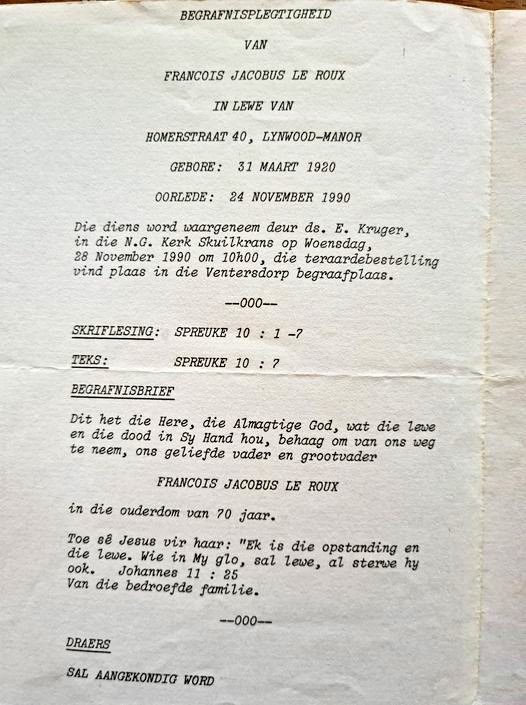 BEGRAFNISPLEGTIGHEID
VAN
FRANCOIS JACOBUS LE ROUX
IN LEWE VAN
HOMERSTRAAT 40, LYNWOOD-MANOR
GEBORE: 31 MAART 1920
OORLEDE: 24 NOVEMBER 1990
Die diens word waargeneem deur ds. E. Kruger,
in die N.G. Kerk Skuilkrans op Woensdag,
28 November 1990 om 10h00, die teraardebestelling
vind plaas in die Ventersdorp begraafplaas.
--ooo--
SKRIFLESING: SPREUKE 10 : 1 -7
TEKS: SPREUKE 10 : 7
BEGRAFNISBRIEF
Dit het die Here, die Almagtige God, wat die lewe
en die dood in Sy Hand hou, behaag om van ons weg
te neem, ons geliefde vader en grootvader
FRANCOIS JACOBUS LE ROUX
in die ouderdom van 70 jaar.
Toe sê Jesus vir haar: "Ek is die opstanding en
die lewe. Wie in My glo, sal lewe, al sterwe hy
ook. Johannes 11 : 25
Van die bedroefde familie.
--ooo--
DRAERS
SAL AANGEKONDIG WORD